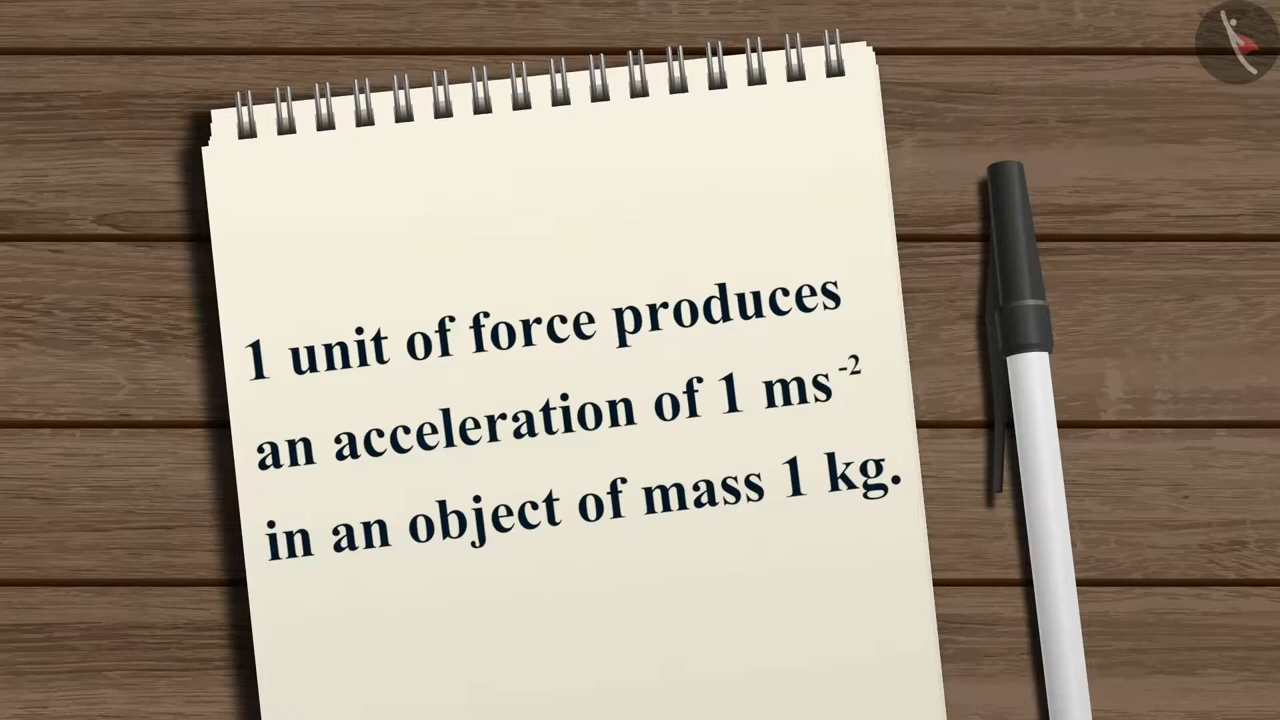 1 unit of force produces
an acceleration of 1 ms⁻²
in an object of mass 1 kg.